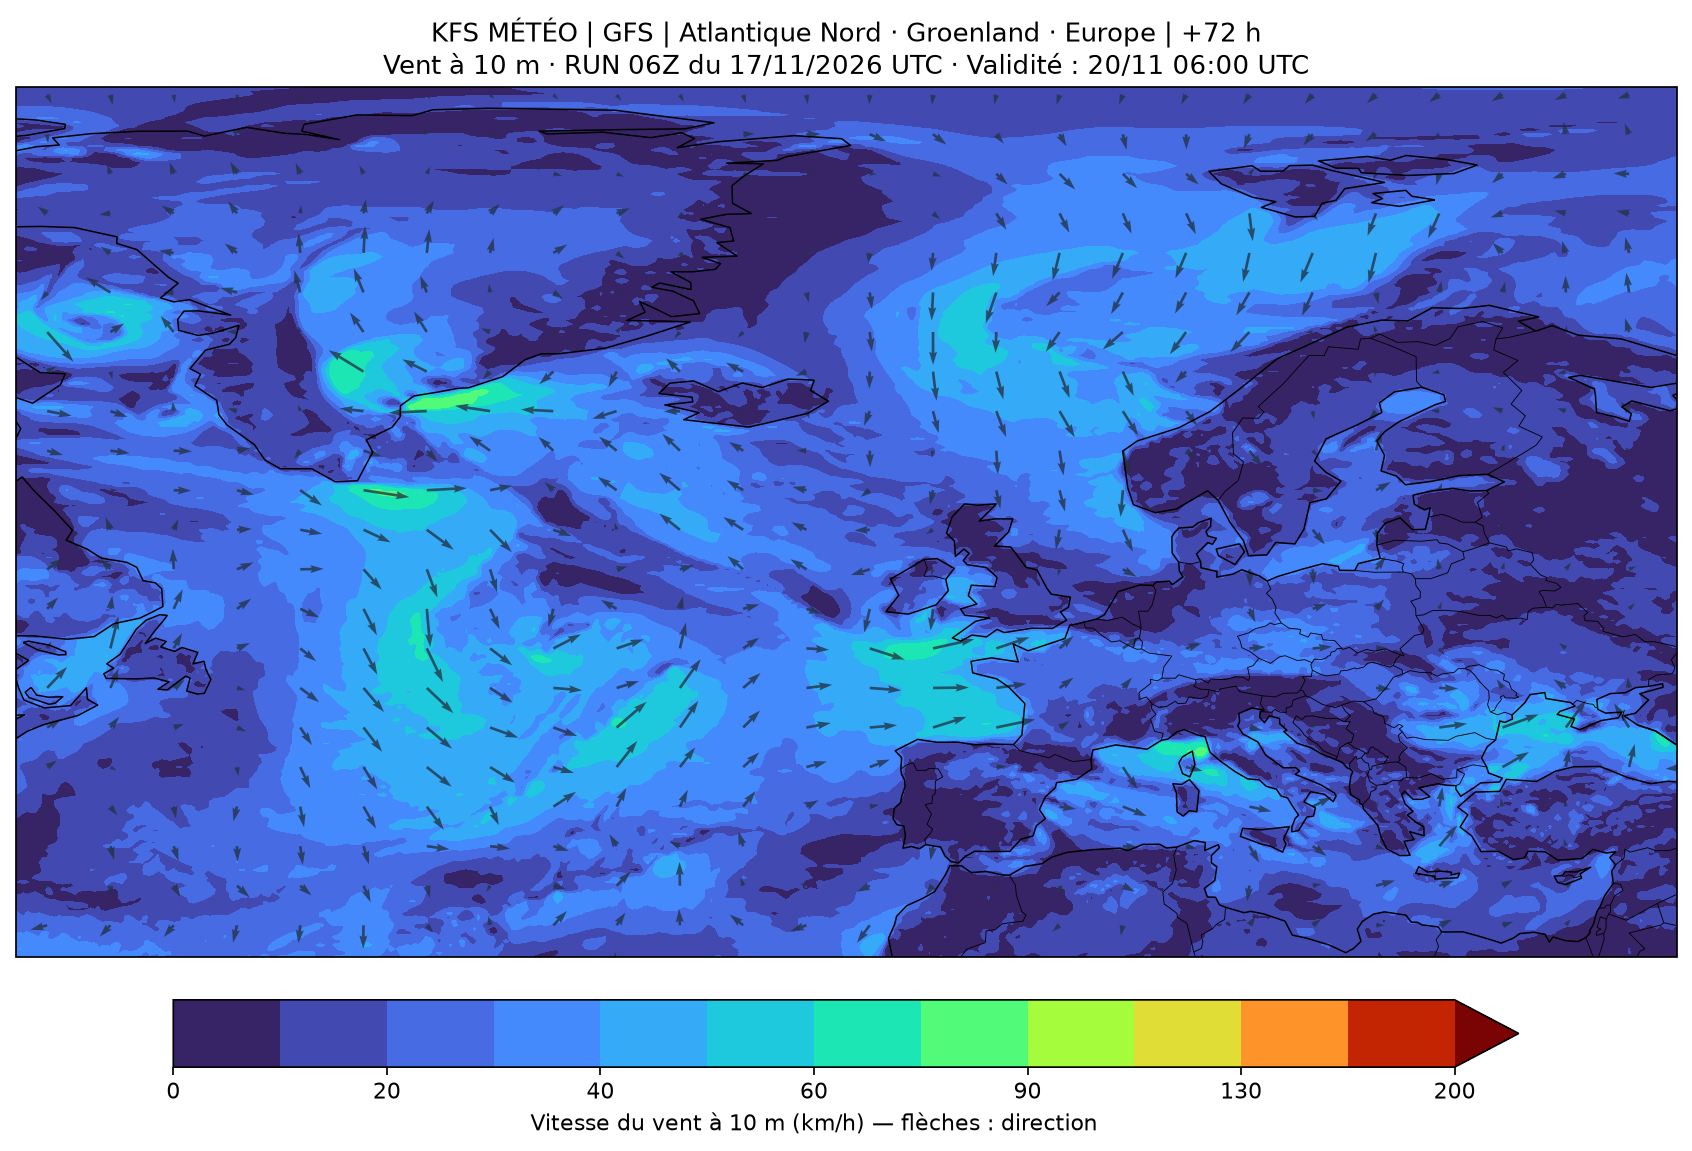 KFS MÉTÉO | GFS | Atlantique Nord · Groenland · Europe | +72 h
Vent à 10 m · RUN 06Z du 17/11/2026 UTC · Validité : 20/11 06:00 UTC
0 20 40 60 90 130 200
Vitesse du vent à 10 m (km/h) — flèches : direction